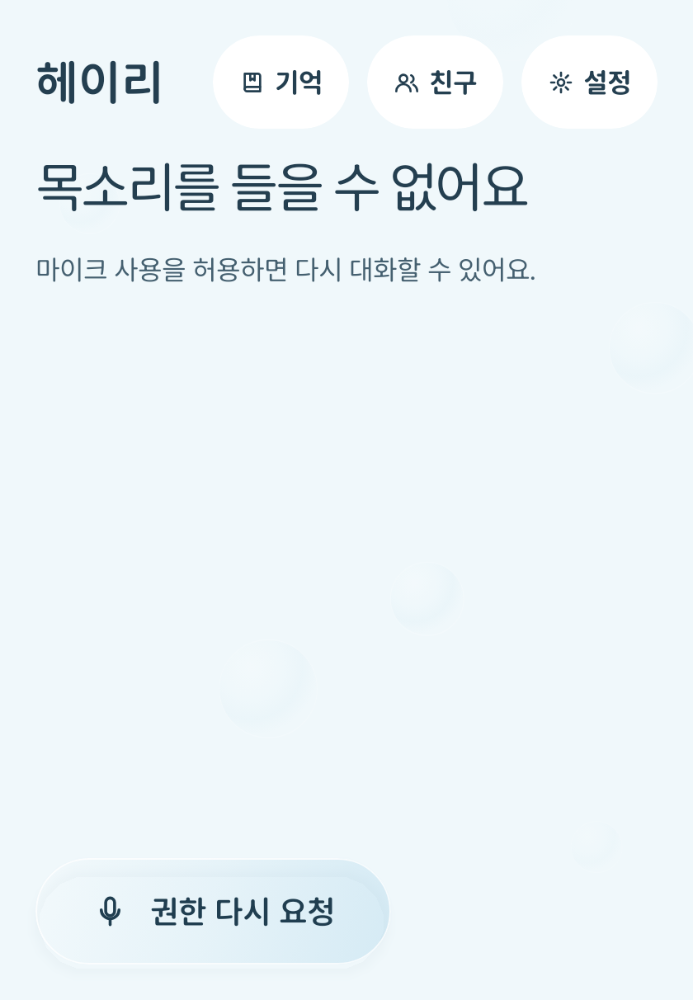 헤이리
기억
친구
설정
목소리를 들을 수 없어요
마이크 사용을 허용하면 다시 대화할 수 있어요.
권한 다시 요청